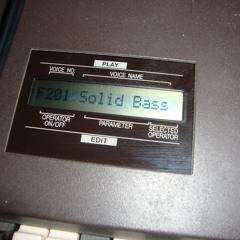 PLAY
VOICE NO. VOICE NAME
F201 Solid Bass
OPERATOR ON/OFF PARAMETER SELECTED OPERATOR
EDIT